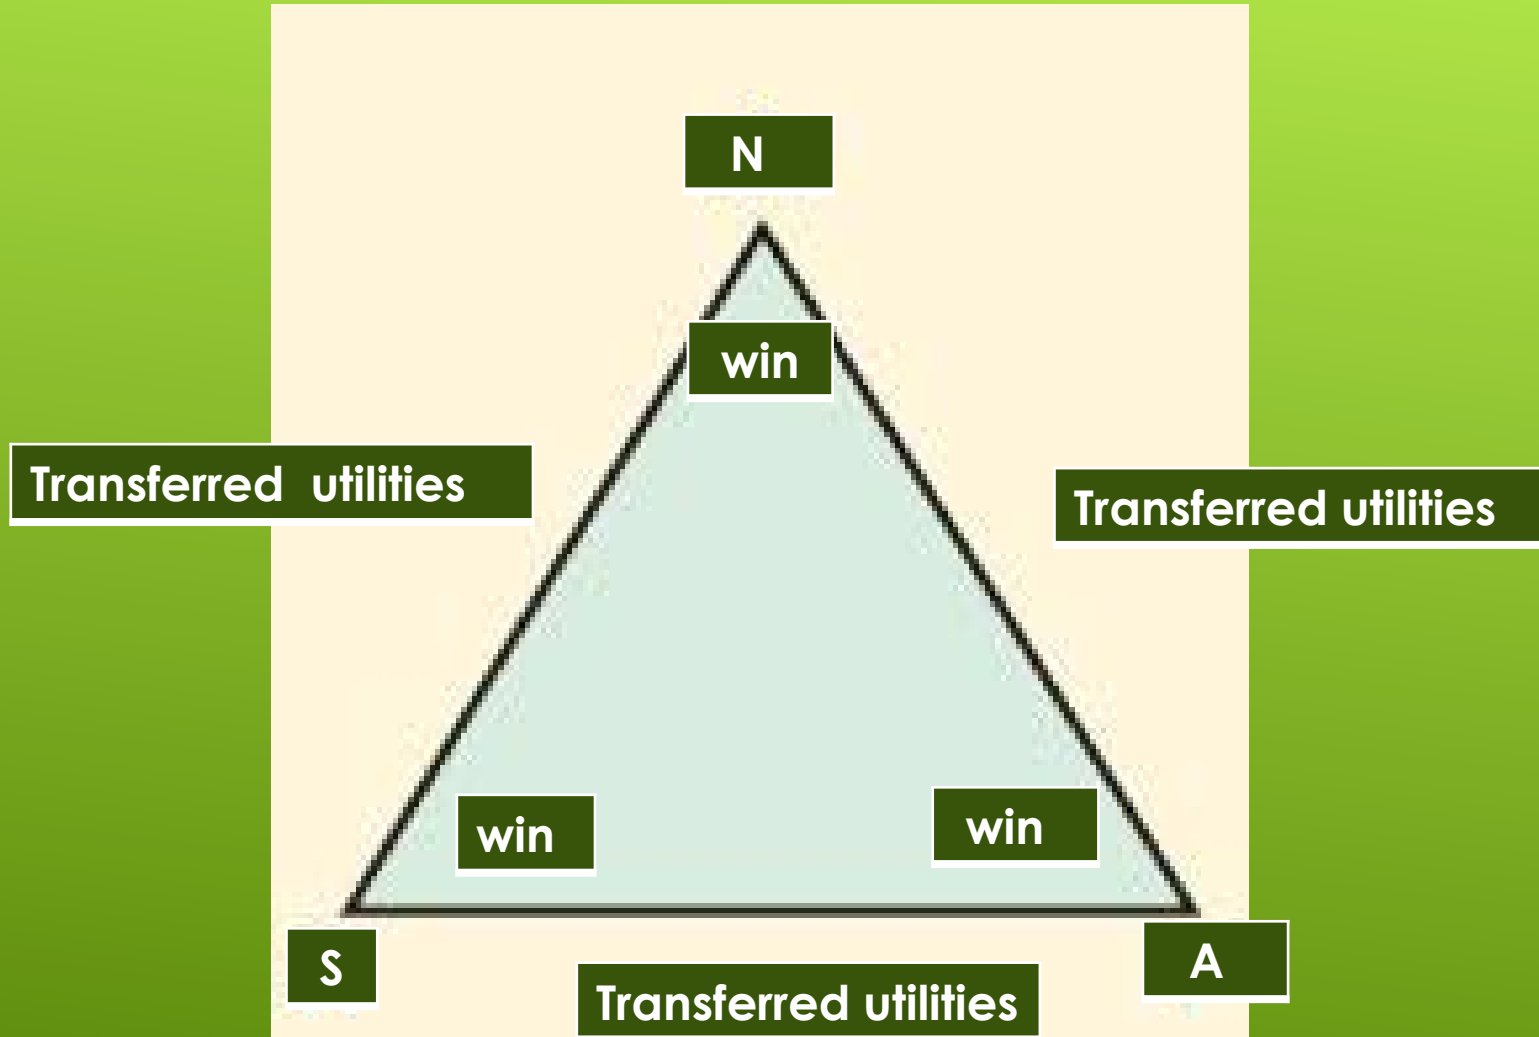 N
win
Transferred utilities
Transferred utilities
win
win
S
A
Transferred utilities